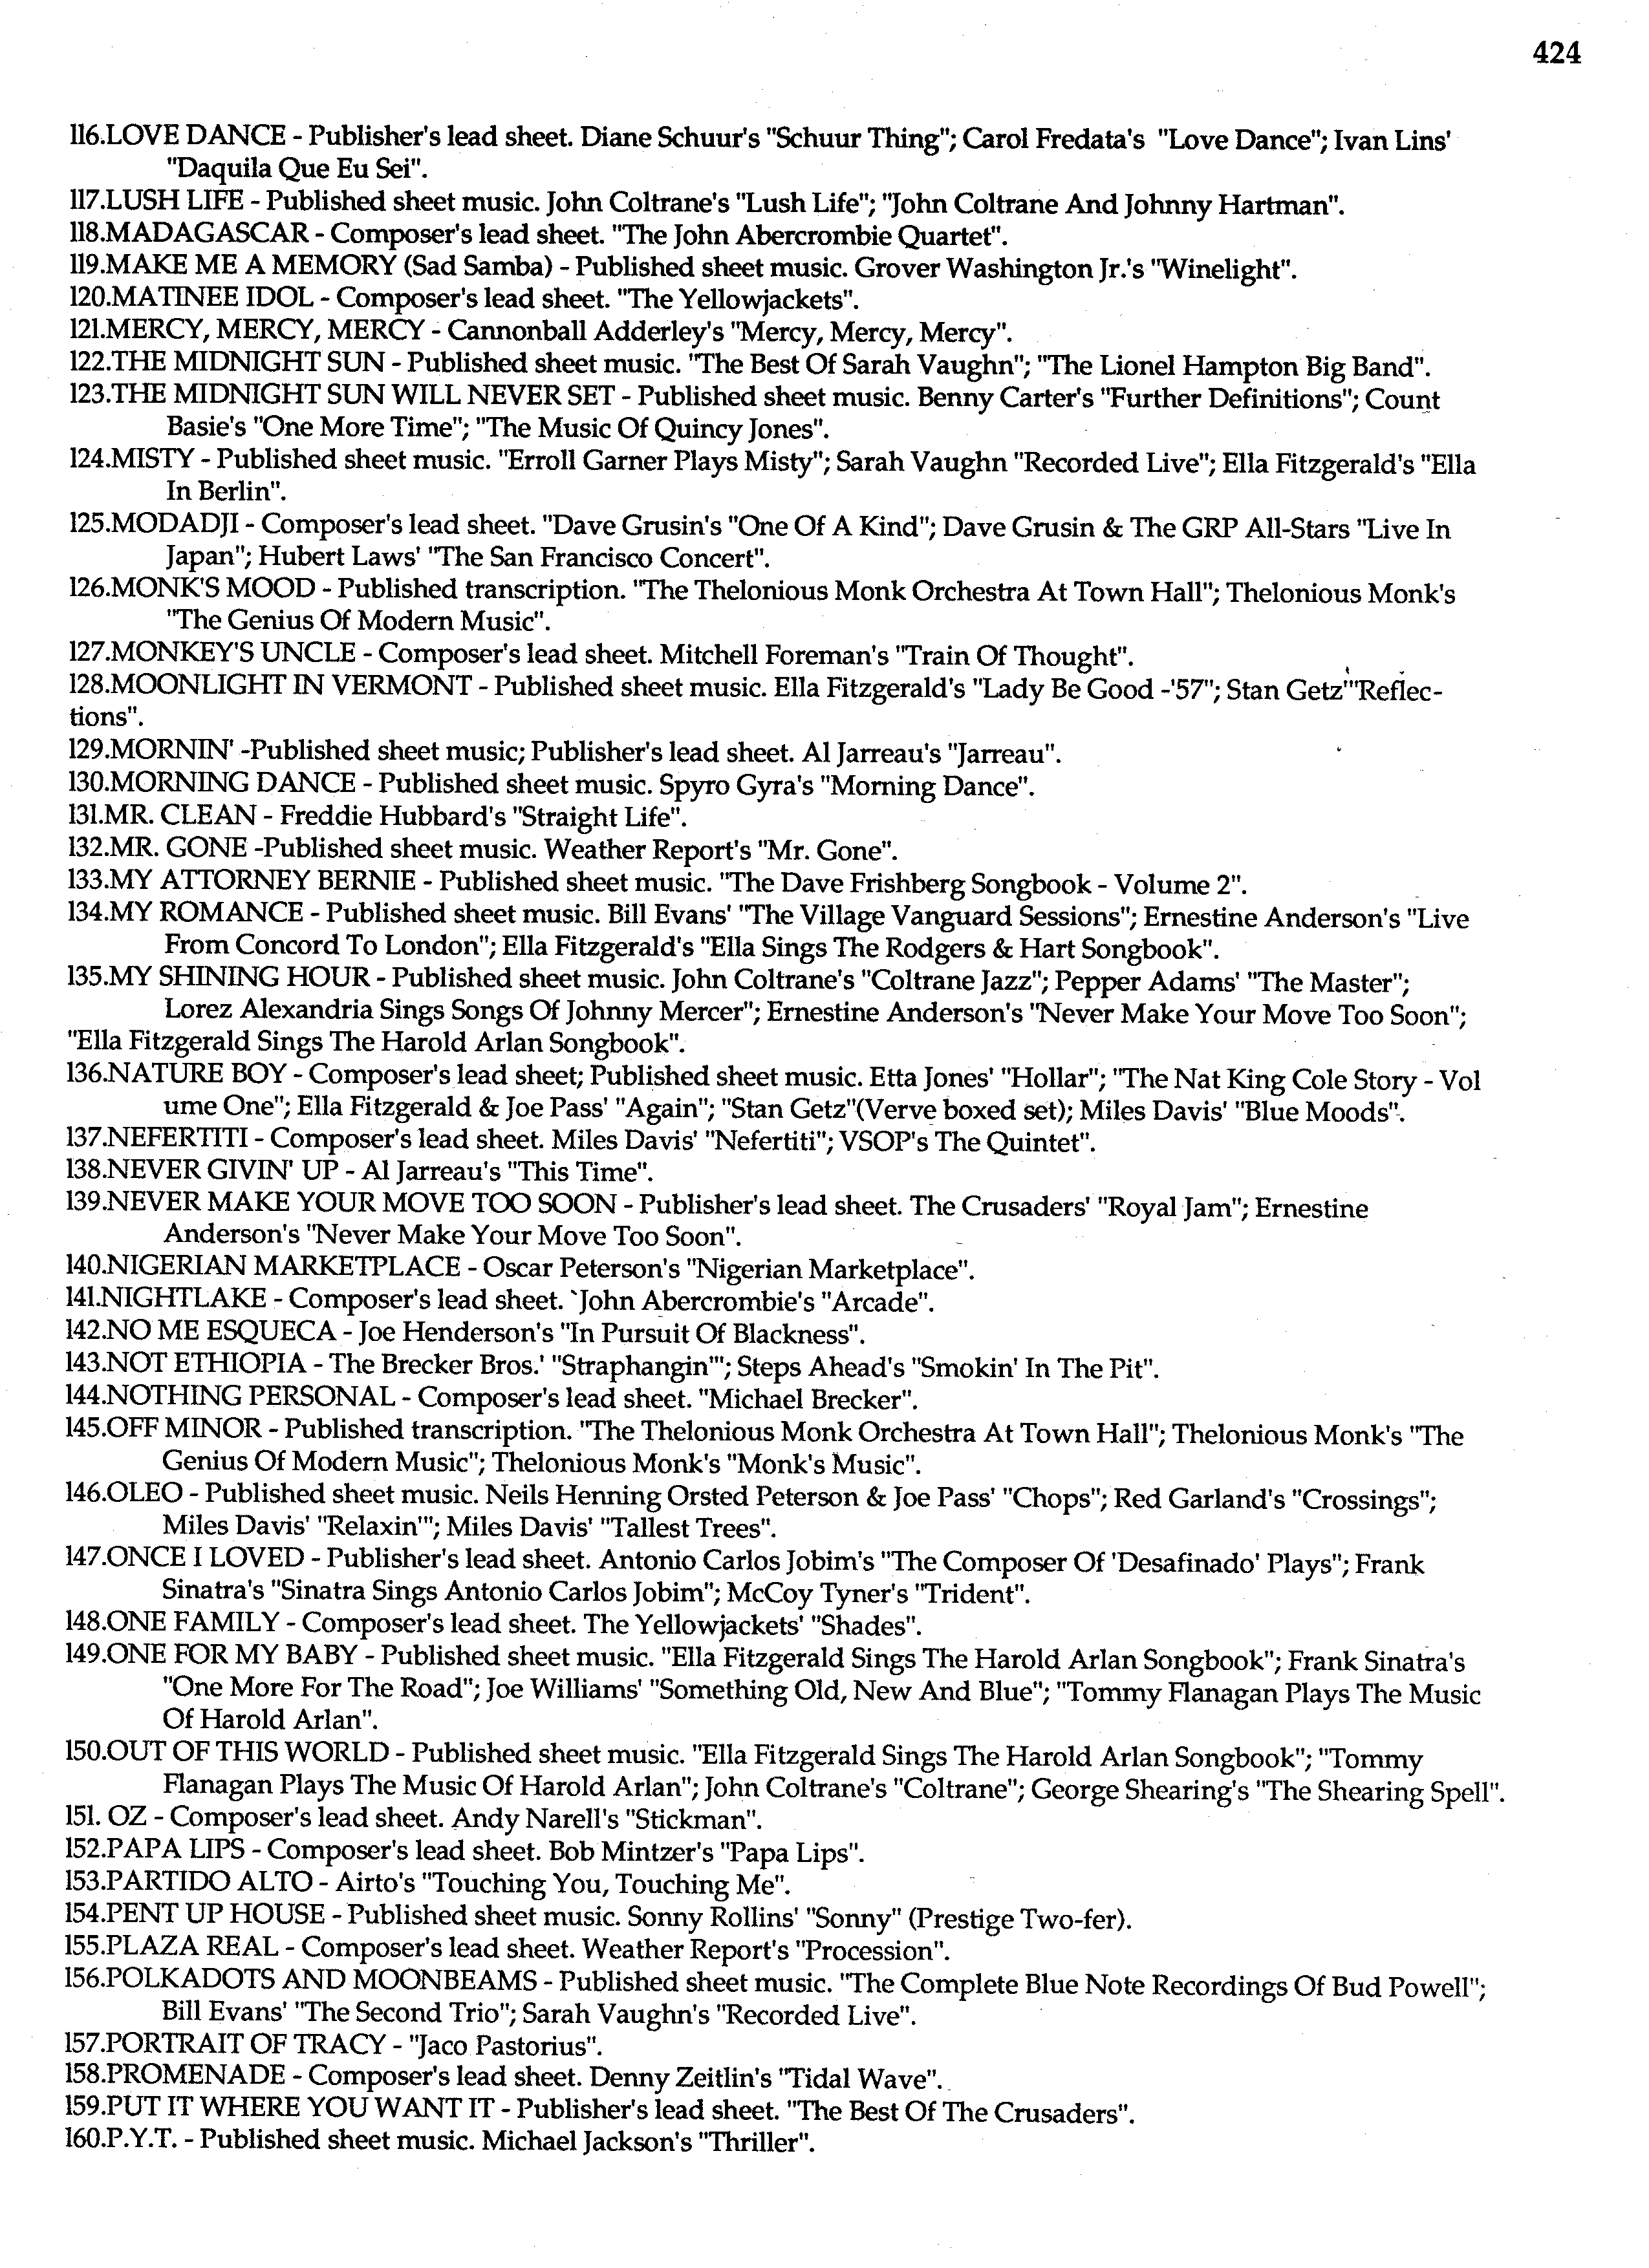 424
116.LOVE DANCE - Publisher's lead sheet. Diane Schuur's "Schuur Thing"; Carol Fredata's "Love Dance"; Ivan Lins'
"Daquila Que Eu Sei".
117.LUSH LIFE - Published sheet music. John Coltrane's "Lush Life"; "John Coltrane And Johnny Hartman".
118.MADAGASCAR - Composer's lead sheet. "The John Abercrombie Quartet".
119.MAKE ME A MEMORY (Sad Samba) - Published sheet music. Grover Washington Jr.'s "Winelight".
120.MATINEE IDOL - Composer's lead sheet. "The Yellowjackets".
121.MERCY, MERCY, MERCY - Cannonball Adderley's "Mercy, Mercy, Mercy".
122.THE MIDNIGHT SUN - Published sheet music. "The Best Of Sarah Vaughn"; "The Lionel Hampton Big Band".
123.THE MIDNIGHT SUN WILL NEVER SET - Published sheet music. Benny Carter's "Further Definitions"; Count
Basie's "One More Time"; "The Music Of Quincy Jones".
124.MISTY - Published sheet music. "Erroll Garner Plays Misty"; Sarah Vaughn "Recorded Live"; Ella Fitzgerald's "Ella
In Berlin".
125.MODADJI - Composer's lead sheet. "Dave Grusin's "One Of A Kind"; Dave Grusin & The GRP All-Stars "Live In
Japan"; Hubert Laws' "The San Francisco Concert".
126.MONK'S MOOD - Published transcription. "The Thelonious Monk Orchestra At Town Hall"; Thelonious Monk's
"The Genius Of Modern Music".
127.MONKEY'S UNCLE - Composer's lead sheet. Mitchell Foreman's "Train Of Thought".
128.MOONLIGHT IN VERMONT - Published sheet music. Ella Fitzgerald's "Lady Be Good -'57"; Stan Getz'"Reflec-
tions".
129.MORNIN' -Published sheet music; Publisher's lead sheet. Al Jarreau's "Jarreau".
130.MORNING DANCE - Published sheet music. Spyro Gyra's "Morning Dance".
131.MR. CLEAN - Freddie Hubbard's "Straight Life".
132.MR. GONE -Published sheet music. Weather Report's "Mr. Gone".
133.MY ATTORNEY BERNIE - Published sheet music. "The Dave Frishberg Songbook - Volume 2".
134.MY ROMANCE - Published sheet music. Bill Evans' "The Village Vanguard Sessions"; Ernestine Anderson's "Live
From Concord To London"; Ella Fitzgerald's "Ella Sings The Rodgers & Hart Songbook".
135.MY SHINING HOUR - Published sheet music. John Coltrane's "Coltrane Jazz"; Pepper Adams' "The Master";
Lorez Alexandria Sings Songs Of Johnny Mercer"; Ernestine Anderson's "Never Make Your Move Too Soon";
"Ella Fitzgerald Sings The Harold Arlan Songbook".
136.NATURE BOY - Composer's lead sheet; Published sheet music. Etta Jones' "Hollar"; "The Nat King Cole Story - Vol
ume One"; Ella Fitzgerald & Joe Pass' "Again"; "Stan Getz"(Verve boxed set); Miles Davis' "Blue Moods".
137.NEFERTITI - Composer's lead sheet. Miles Davis' "Nefertiti"; VSOP's The Quintet".
138.NEVER GIVIN' UP - Al Jarreau's "This Time".
139.NEVER MAKE YOUR MOVE TOO SOON - Publisher's lead sheet. The Crusaders' "Royal Jam"; Ernestine
Anderson's "Never Make Your Move Too Soon".
140.NIGERIAN MARKETPLACE - Oscar Peterson's "Nigerian Marketplace".
141.NIGHTLAKE - Composer's lead sheet. `John Abercrombie's "Arcade".
142.NO ME ESQUECA - Joe Henderson's "In Pursuit Of Blackness".
143.NOT ETHIOPIA - The Brecker Bros.' "Straphangin'"; Steps Ahead's "Smokin' In The Pit".
144.NOTHING PERSONAL - Composer's lead sheet. "Michael Brecker".
145.OFF MINOR - Published transcription. "The Thelonious Monk Orchestra At Town Hall"; Thelonious Monk's "The
Genius Of Modern Music"; Thelonious Monk's "Monk's Music".
146.OLEO - Published sheet music. Neils Henning Orsted Peterson & Joe Pass' "Chops"; Red Garland's "Crossings";
Miles Davis' "Relaxin'"; Miles Davis' "Tallest Trees".
147.ONCE I LOVED - Publisher's lead sheet. Antonio Carlos Jobim's "The Composer Of 'Desafinado' Plays"; Frank
Sinatra's "Sinatra Sings Antonio Carlos Jobim"; McCoy Tyner's "Trident".
148.ONE FAMILY - Composer's lead sheet. The Yellowjackets' "Shades".
149.ONE FOR MY BABY - Published sheet music. "Ella Fitzgerald Sings The Harold Arlan Songbook"; Frank Sinatra's
"One More For The Road"; Joe Williams' "Something Old, New And Blue"; "Tommy Flanagan Plays The Music
Of Harold Arlan".
150.OUT OF THIS WORLD - Published sheet music. "Ella Fitzgerald Sings The Harold Arlan Songbook"; "Tommy
Flanagan Plays The Music Of Harold Arlan"; John Coltrane's "Coltrane"; George Shearing's "The Shearing Spell".
151. OZ - Composer's lead sheet. Andy Narell's "Stickman".
152.PAPA LIPS - Composer's lead sheet. Bob Mintzer's "Papa Lips".
153.PARTIDO ALTO - Airto's "Touching You, Touching Me".
154.PENT UP HOUSE - Published sheet music. Sonny Rollins' "Sonny" (Prestige Two-fer).
155.PLAZA REAL - Composer's lead sheet. Weather Report's "Procession".
156.POLKADOTS AND MOONBEAMS - Published sheet music. "The Complete Blue Note Recordings Of Bud Powell";
Bill Evans' "The Second Trio"; Sarah Vaughn's "Recorded Live".
157.PORTRAIT OF TRACY - "Jaco Pastorius".
158.PROMENADE - Composer's lead sheet. Denny Zeitlin's "Tidal Wave".
159.PUT IT WHERE YOU WANT IT - Publisher's lead sheet. "The Best Of The Crusaders".
160.P.Y.T. - Published sheet music. Michael Jackson's "Thriller".